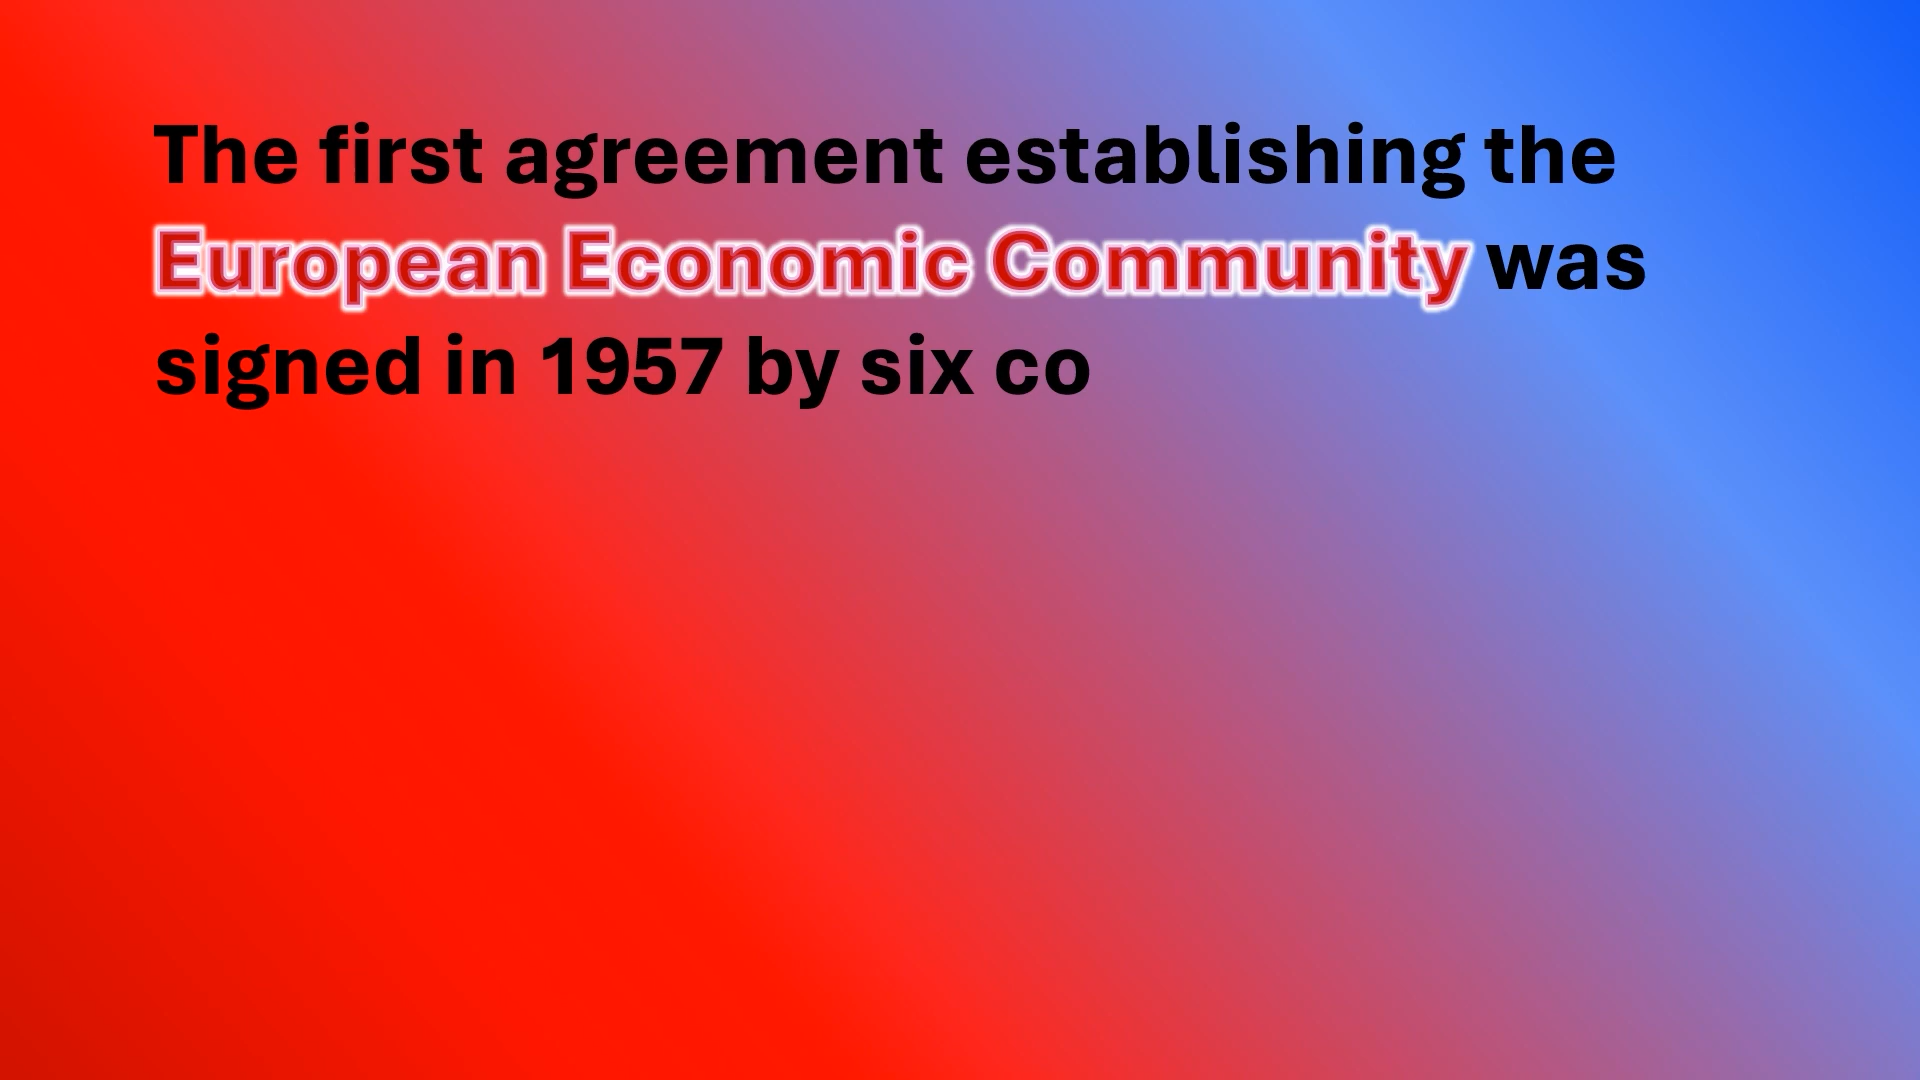 The first agreement establishing the
European Economic Community was
signed in 1957 by six co